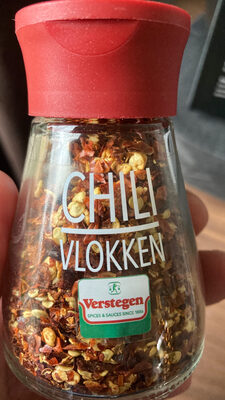 CHILI
VLOKKEN
Verstegen
SPICES & SAUCES SINCE 1886